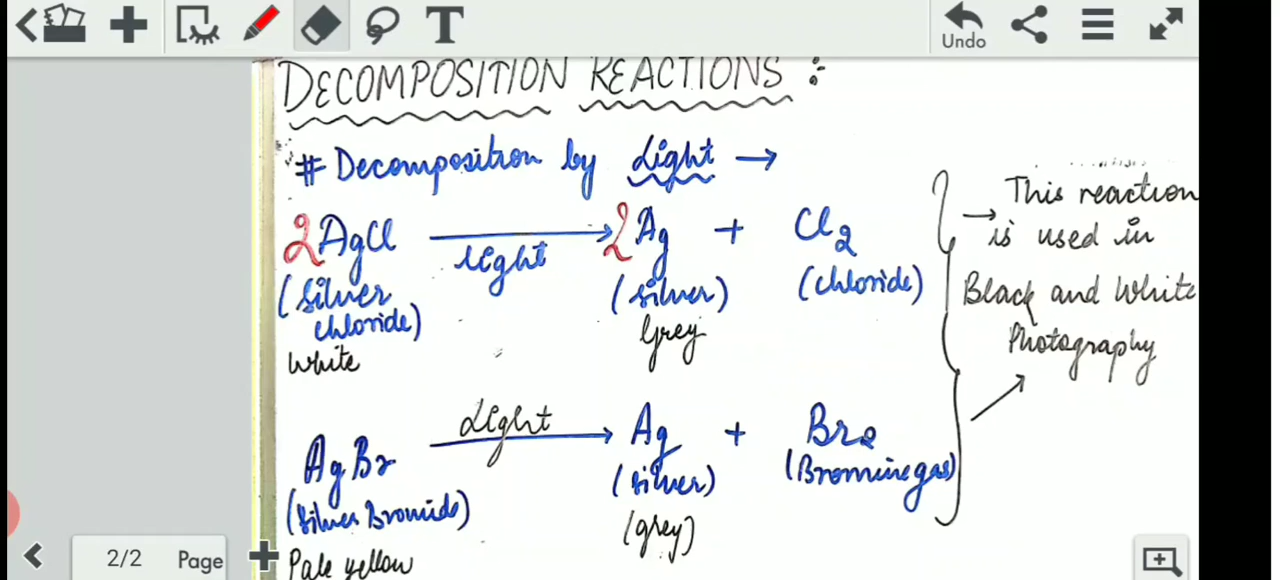 Undo
DECOMPOSITION REACTIONS :-
# Decomposition by Light →
2AgCl → 2Ag + Cl2
light
(Silver chloride) (silver) (chloride)
White Grey
→ This reaction
is used in
Black and White
Photography
Light
AgBr → Ag + Br2
(Silver Bromide) (silver) (Bromine gas)
Pale yellow (grey)
2/2 Page